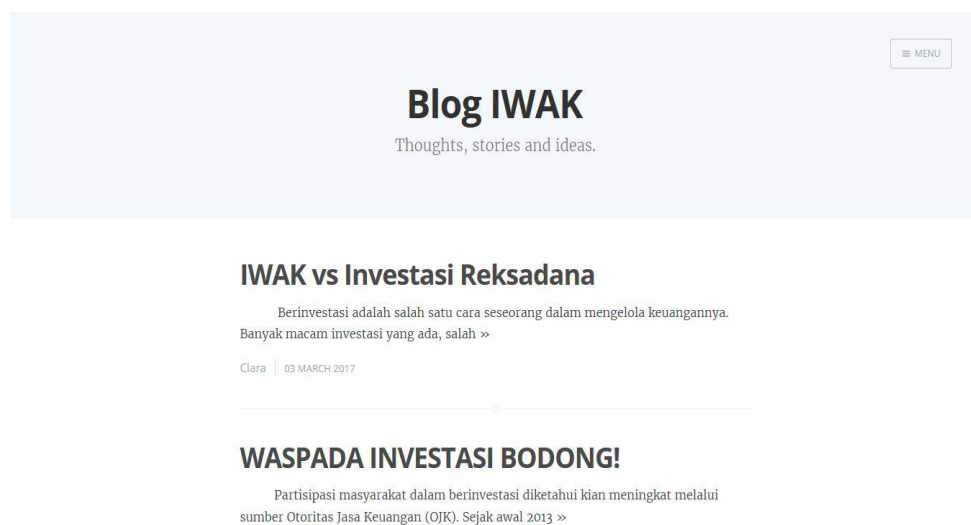 ≡ MENU
Blog IWAK
Thoughts, stories and ideas.
IWAK vs Investasi Reksadana
Berinvestasi adalah salah satu cara seseorang dalam mengelola keuangannya.
Banyak macam investasi yang ada, salah »
Clara | 03 MARCH 2017
WASPADA INVESTASI BODONG!
Partisipasi masyarakat dalam berinvestasi diketahui kian meningkat melalui
sumber Otoritas Jasa Keuangan (OJK). Sejak awal 2013 »